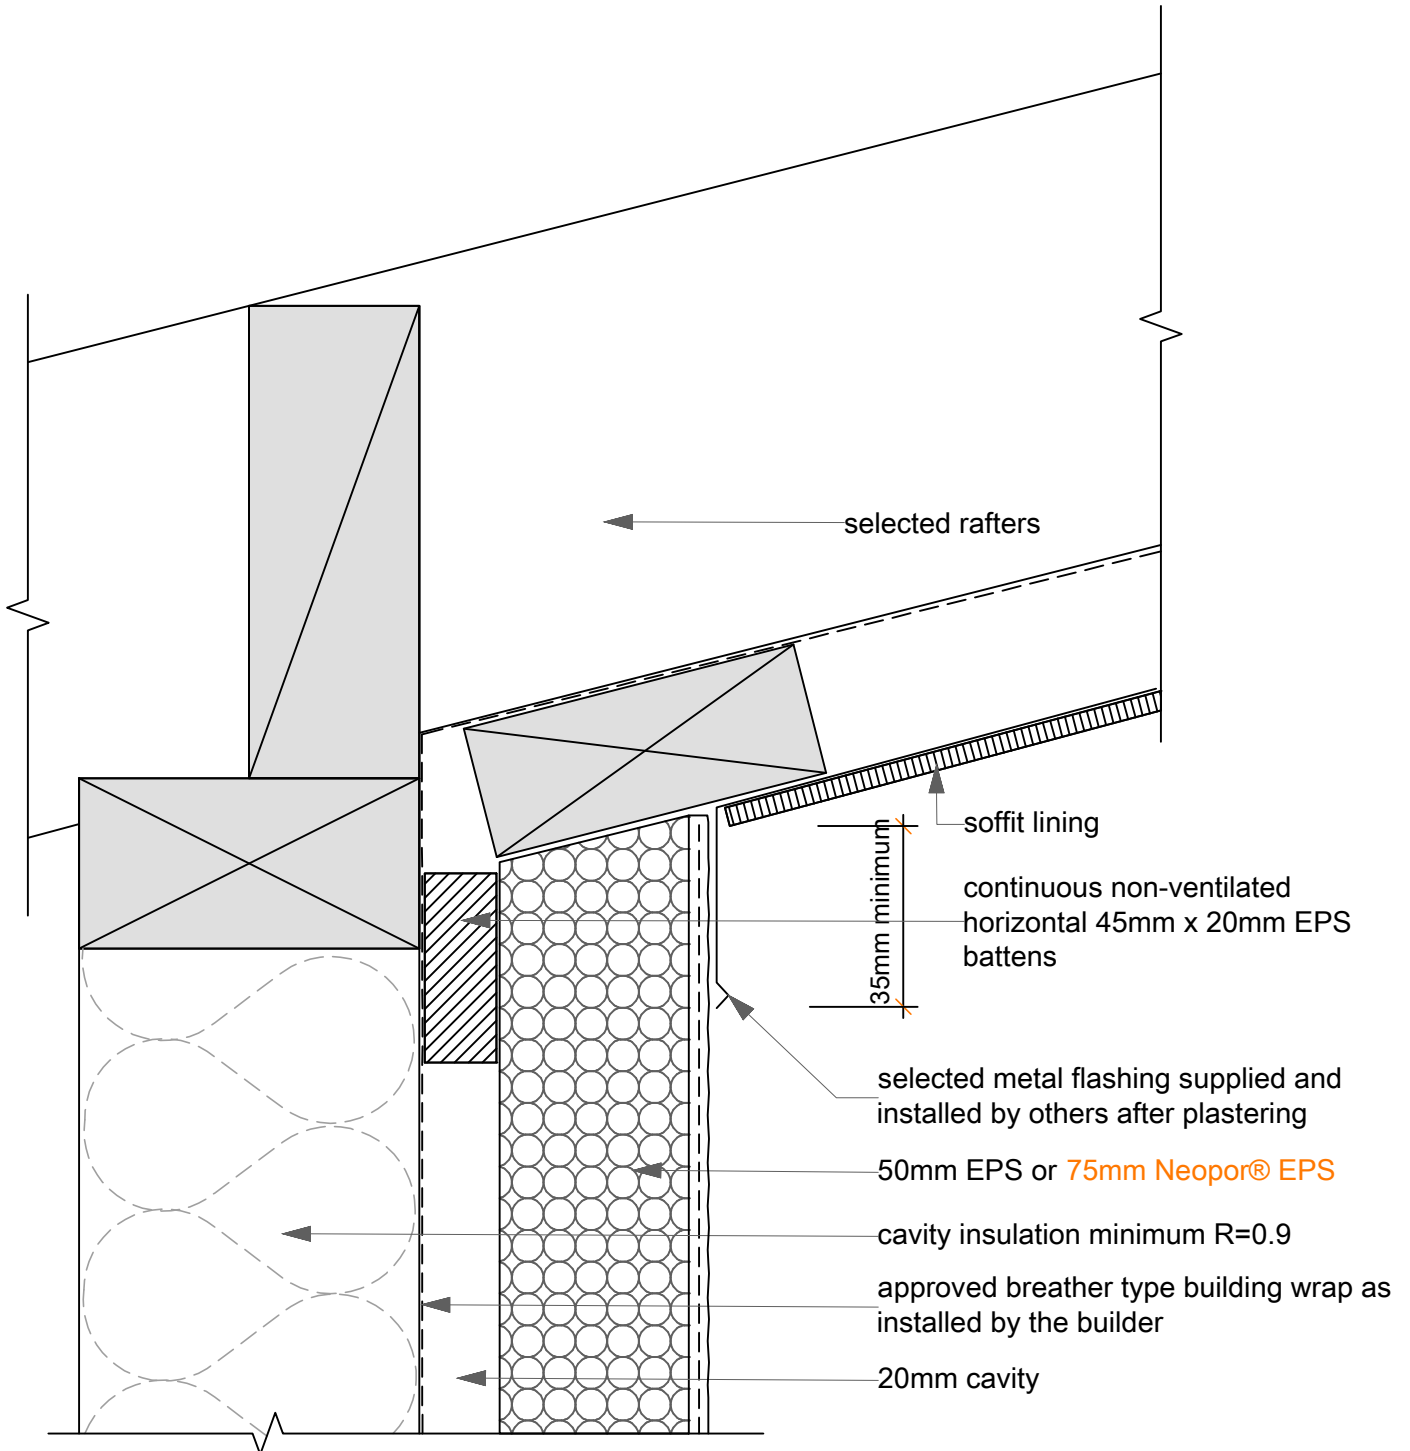 selected rafters
soffit lining
35mm minimum
continuous non-ventilated
horizontal 45mm x 20mm EPS
battens
selected metal flashing supplied and
installed by others after plastering
50mm EPS or 75mm Neopor® EPS
cavity insulation minimum R=0.9
approved breather type building wrap as
installed by the builder
20mm cavity